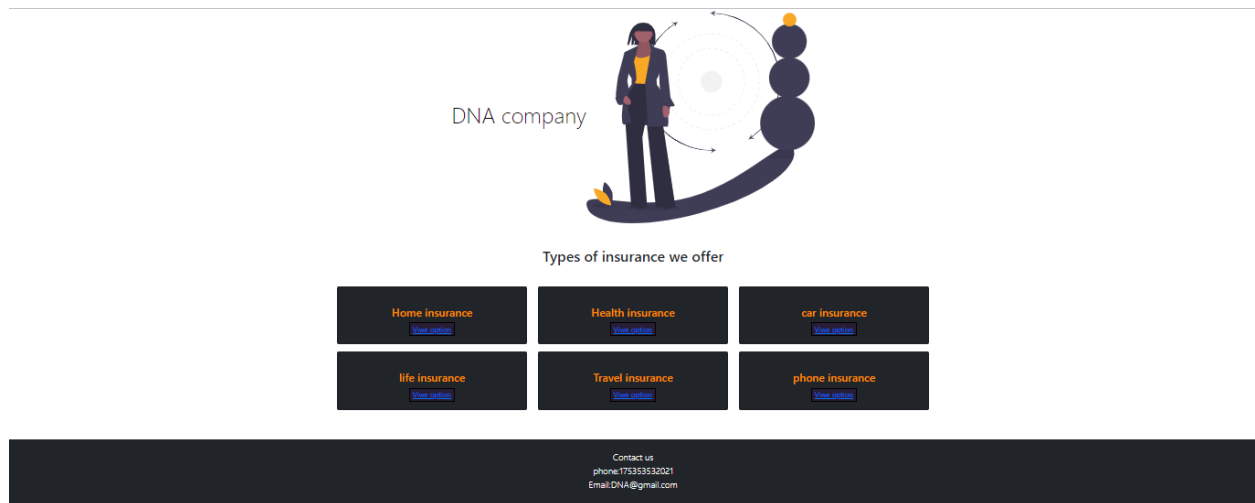 DNA company
Types of insurance we offer
Home insurance
Viwe option
Health insurance
Viwe option
car insurance
Viwe option
life insurance
Viwe option
Travel insurance
Viwe option
phone insurance
Viwe option
Contact us
phone:175353532021
Email:DNA@gmail.com